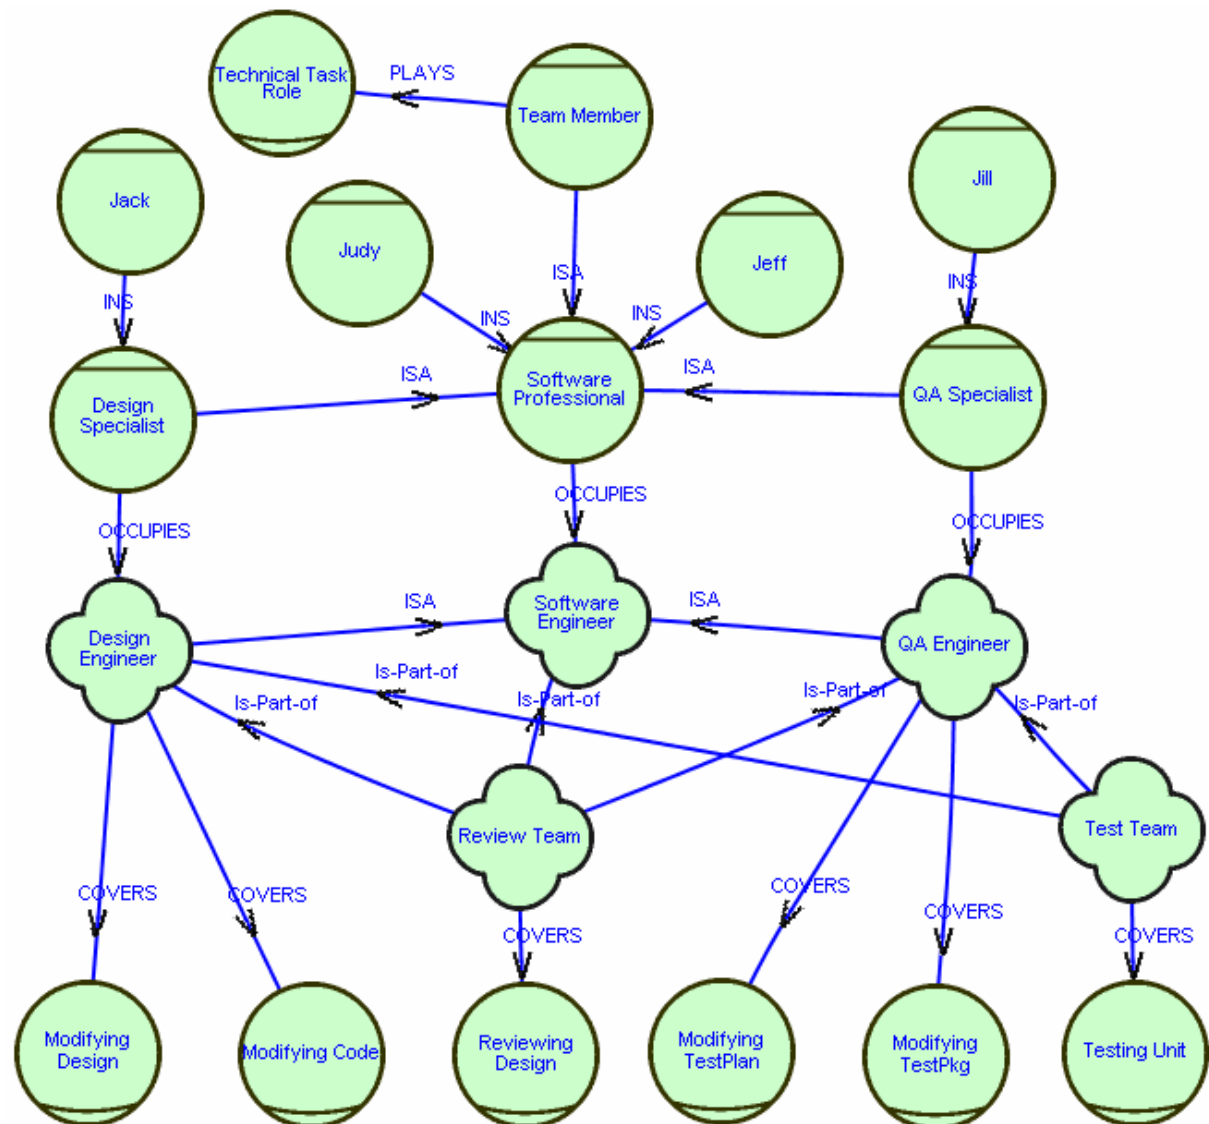 PLAYS
Technical Task
Role
Team Member
Jill
Jack
Judy
Jeff
ISA
INS
INS
INS
INS
ISA
ISA
Software
Professional
QA Specialist
Design
Specialist
OCCUPIES
OCCUPIES
OCCUPIES
ISA
ISA
Software
Engineer
Design
Engineer
QA Engineer
Is-Part-of
Is-Part-of
Is-Part-of
Is-Part-of
Is-Part-of
Review Team
Test Team
COVERS
COVERS
COVERS
COVERS
COVERS
COVERS
Modifying
Design
Modifying Code
Reviewing
Design
Modifying
TestPlan
Modifying
TestPkg
Testing Unit